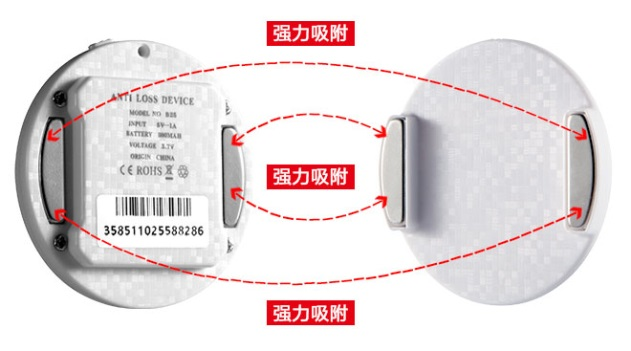 强力吸附
ANTI LOSS DEVICE
MODEL NO
INPUT 5V-1A
BATTERY 300MAH
VOLTAGE 3.7V
ORIGIN CHINA
CE ROHS
358511025588286
强力吸附
强力吸附